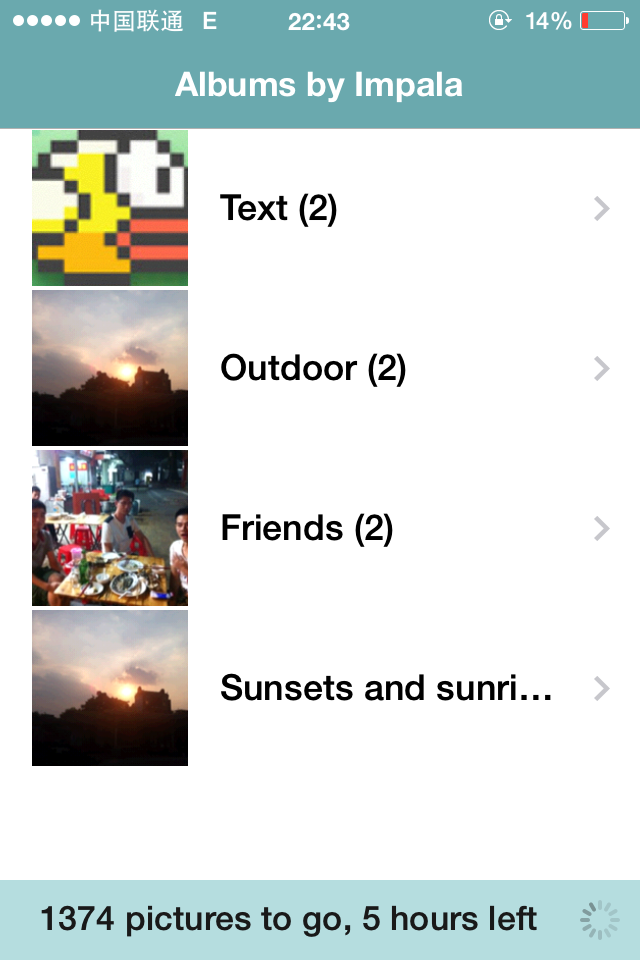 中国联通 E 22:43 14%
Albums by Impala
Text (2)
Outdoor (2)
Friends (2)
Sunsets and sunri...
1374 pictures to go, 5 hours left